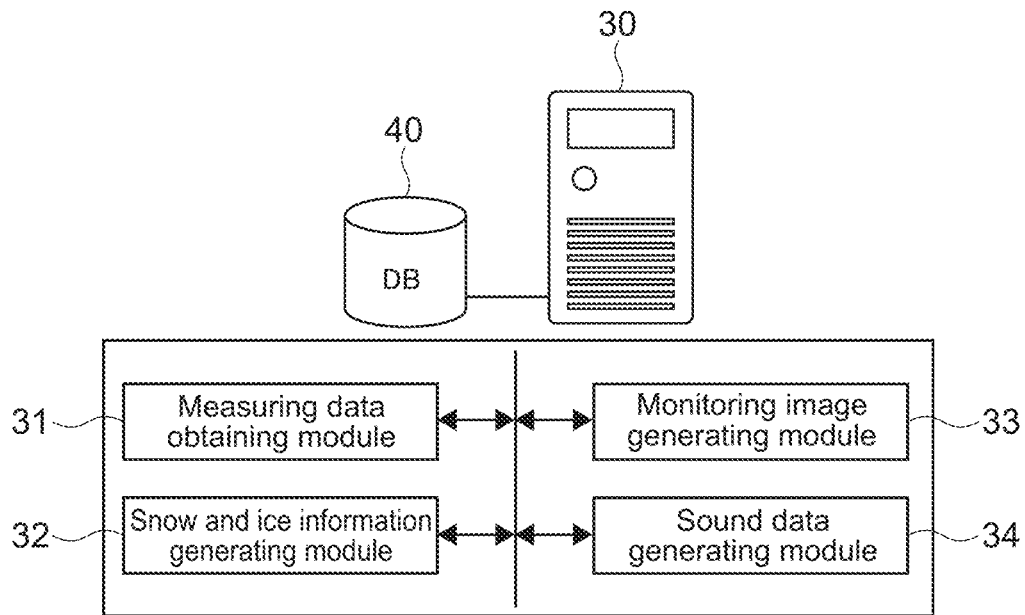 30
40
DB
31
Measuring data
obtaining module
Monitoring image
generating module
33
32
Snow and ice information
generating module
Sound data
generating module
34